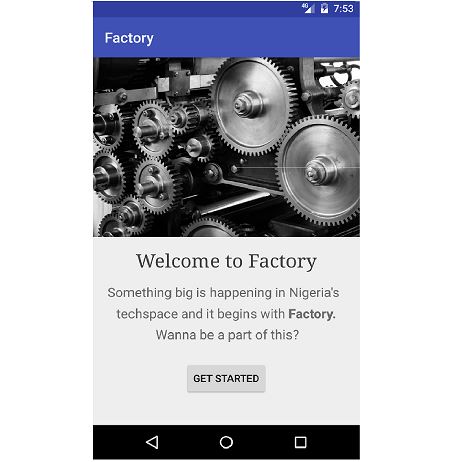 4G 7:53
Factory
Welcome to Factory
Something big is happening in Nigeria's
techspace and it begins with Factory.
Wanna be a part of this?
GET STARTED